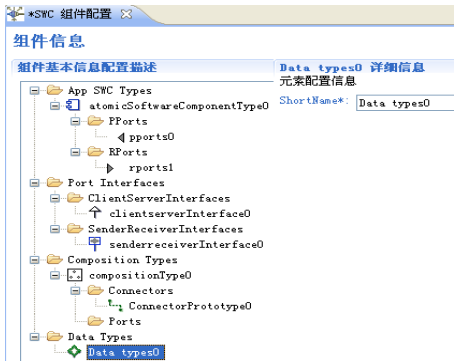 *SWC 组件配置
组件信息
组件基本信息配置描述
App SWC Types
atomicSoftwareComponentType0
PPorts
pports0
RPorts
rports1
Port Interfaces
ClientServerInterfaces
clientserverInterface0
SenderReceiverInterfaces
senderreceiverInterface0
Composition Types
compositionType0
Connectors
ConnectorPrototype0
Ports
Data Types
Data types0
Data types0 详细信息
元素配置信息
ShortName*: Data types0